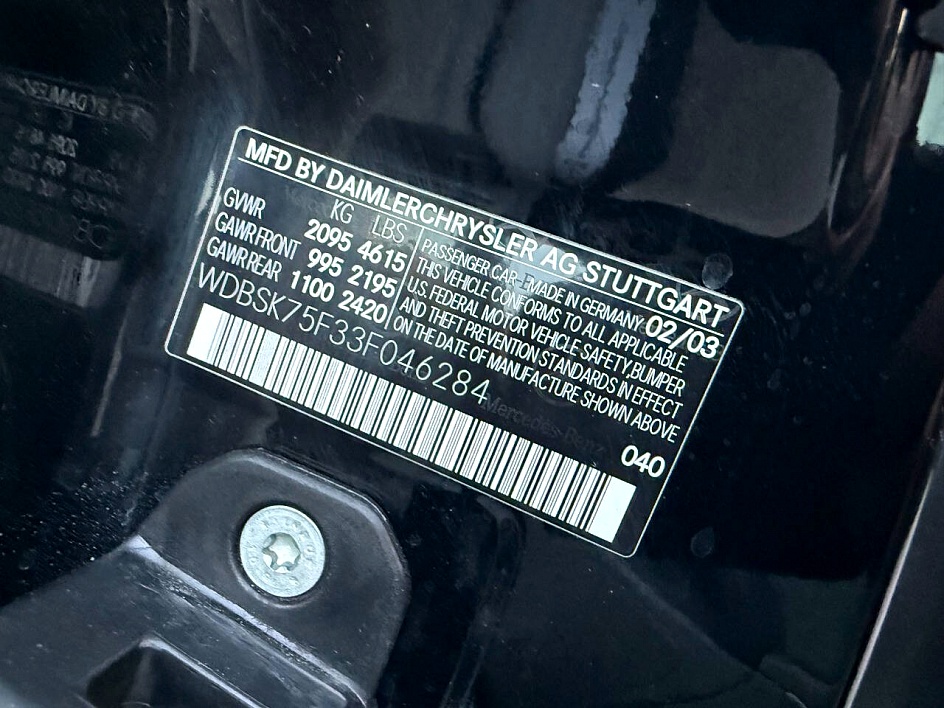 MFD BY DAIMLERCHRYSLER AG STUTTGART
KG LBS
GVWR 2095 4615
GAWR FRONT 995 2195
GAWR REAR 1100 2420
PASSENGER CAR- MADE IN GERMANY: 02/03
THIS VEHICLE CONFORMS TO ALL APPLICABLE
U.S. FEDERAL MOTOR VEHICLE SAFETY, BUMPER
AND THEFT PREVENTION STANDARDS IN EFFECT
ON THE DATE OF MANUFACTURE SHOWN ABOVE
WDBSK75F33F046284
Mercedes-Benz
040